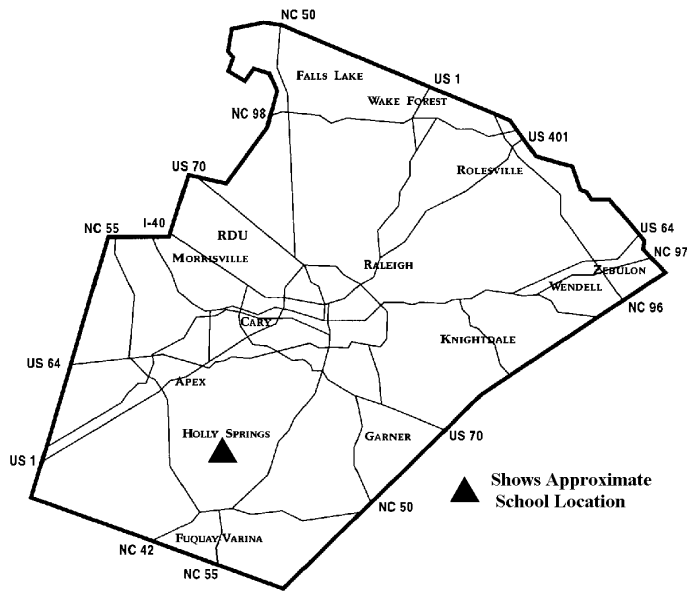 NC 50
FALLS LAKE
US 1
WAKE FOREST
NC 98
US 401
US 70
ROLESVILLE
I-40
NC 55
RDU
US 64
MORRISVILLE
RALEIGH
NC 97
ZEBULON
WENDELL
NC 96
CARY
KNIGHTDALE
US 64
APEX
HOLLY SPRINGS
GARNER
US 70
US 1
Shows Approximate
School Location
NC 50
FUQUAY VARINA
NC 42
NC 55